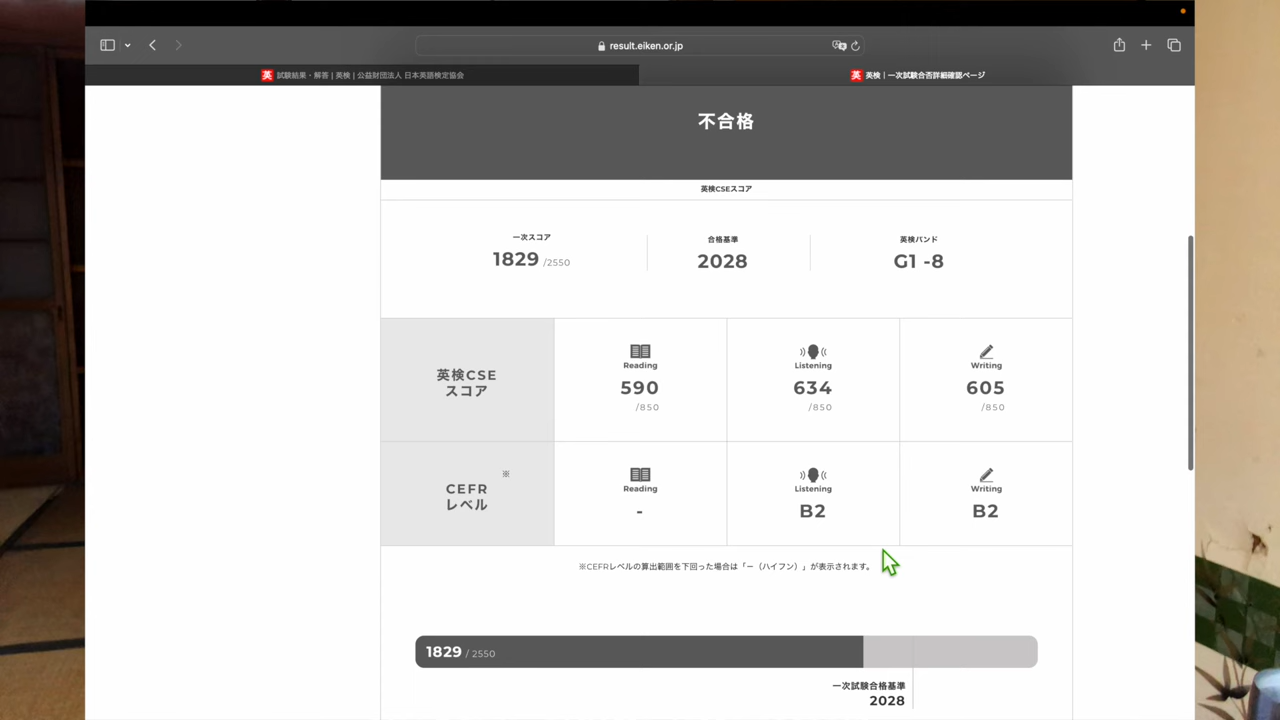 result.eiken.or.jp
英 試験結果・解答 | 英検 | 公益財団法人 日本英語検定協会
英 英検 | 一次試験合否詳細確認ページ
不合格
英検CSEスコア
一次スコア
1829 /2550
合格基準
2028
英検バンド
G1 -8
英検CSE
スコア
Reading
590
/850
Listening
634
/850
Writing
605
/850
CEFR ※
レベル
Reading
-
Listening
B2
Writing
B2
※CEFRレベルの算出範囲を下回った場合は「－（ハイフン）」が表示されます。
1829 / 2550
一次試験合格基準
2028